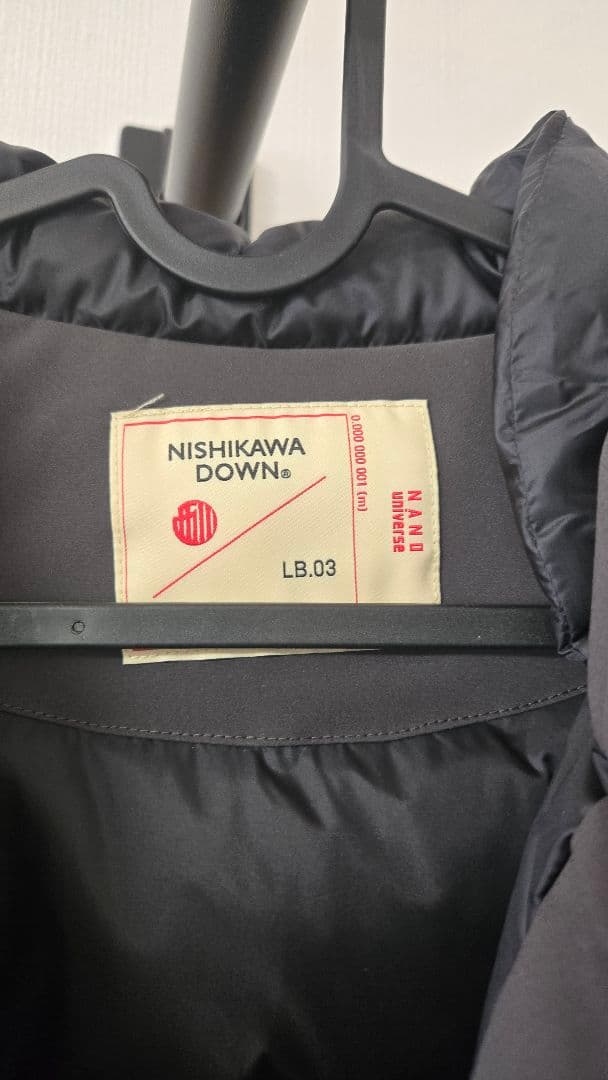 NISHIKAWA
DOWN®
LB.03
0.000 000 001 (m)
NANO
universe